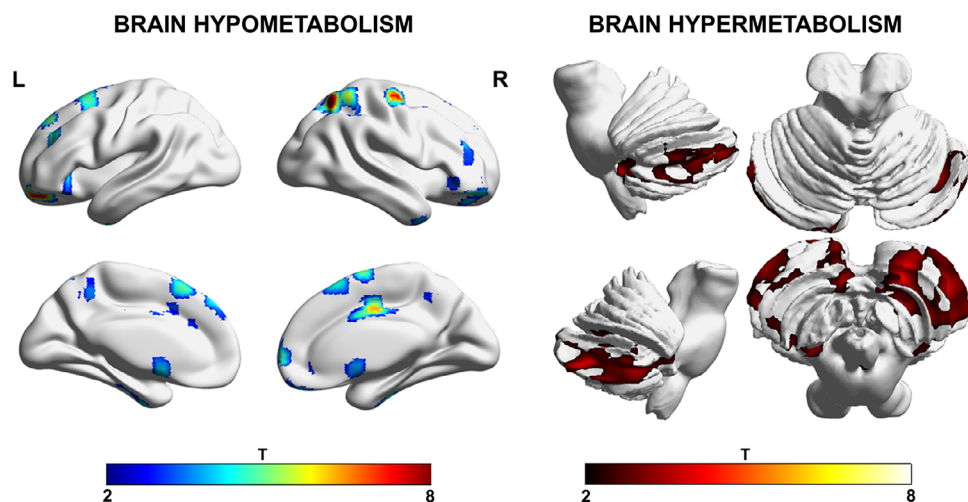 BRAIN HYPOMETABOLISM
BRAIN HYPERMETABOLISM
L
R
T
2
8
T
2
8